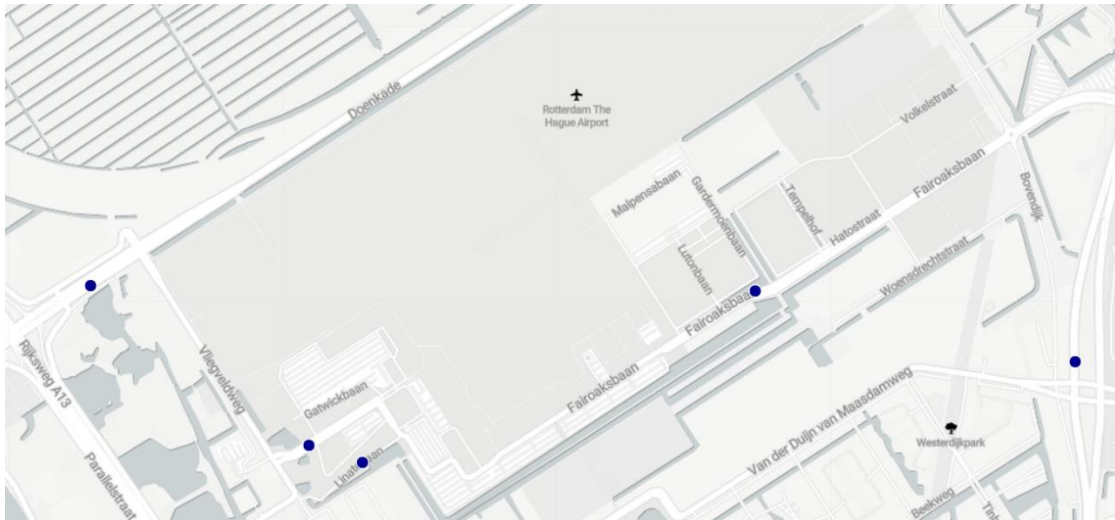 Doenkade
Rotterdam The
Hague Airport
Volkelstraat
Malpensabaan
Gardermoenbaan
Tempelhof
Fairoaksbaan
Hatostraat
Bovendijk
Lutonbaan
Woensdrechtstraat
Fairoaksbaan
Rijksweg A13
Vliegveldweg
Gatwickbaan
Fairoaksbaan
Van der Duijn van Maasdamweg
Westerdijkpark
Parallelstraat
Beekweg